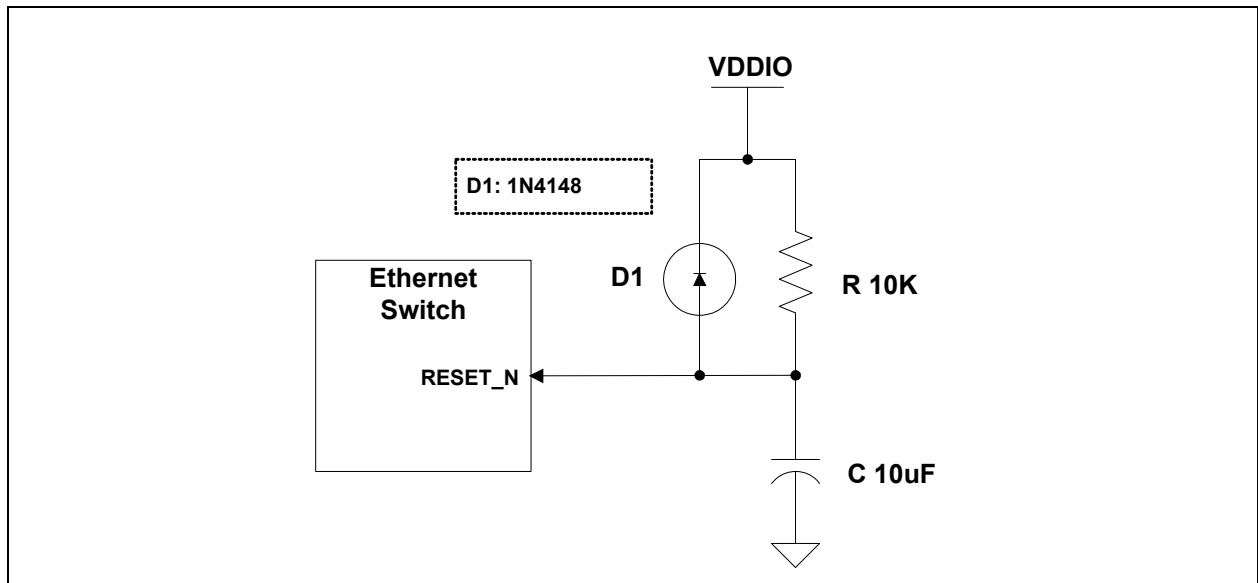 VDDIO
D1: 1N4148
D1
R 10K
Ethernet
Switch
RESET_N
C 10uF